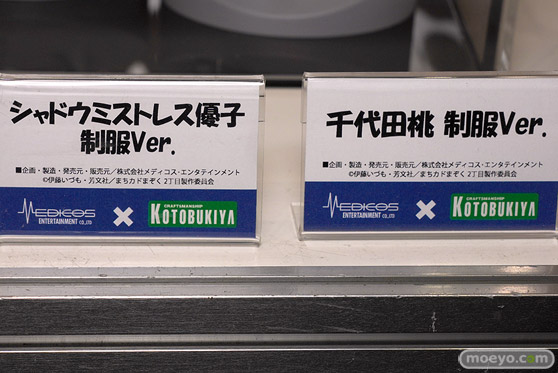 シャドウミストレス優子
制服Ver.
■企画・製造・発売元・販売元／株式会社メディコス・エンタテインメント
©伊藤いづも・芳文社／まちカドまぞく 2丁目製作委員会
MEDICOS
ENTERTAINMENT CO.,LTD
×
CRAFTSMANSHIP
KOTOBUKIYA
千代田桃 制服Ver.
■企画・製造・発売元・販売元／株式会社メディコス・エンタテインメント
©伊藤いづも・芳文社／まちカドまぞく 2丁目製作委員会
MEDICOS
ENTERTAINMENT CO.,LTD
×
CRAFTSMANSHIP
KOTOBUKIYA
moeyo.com